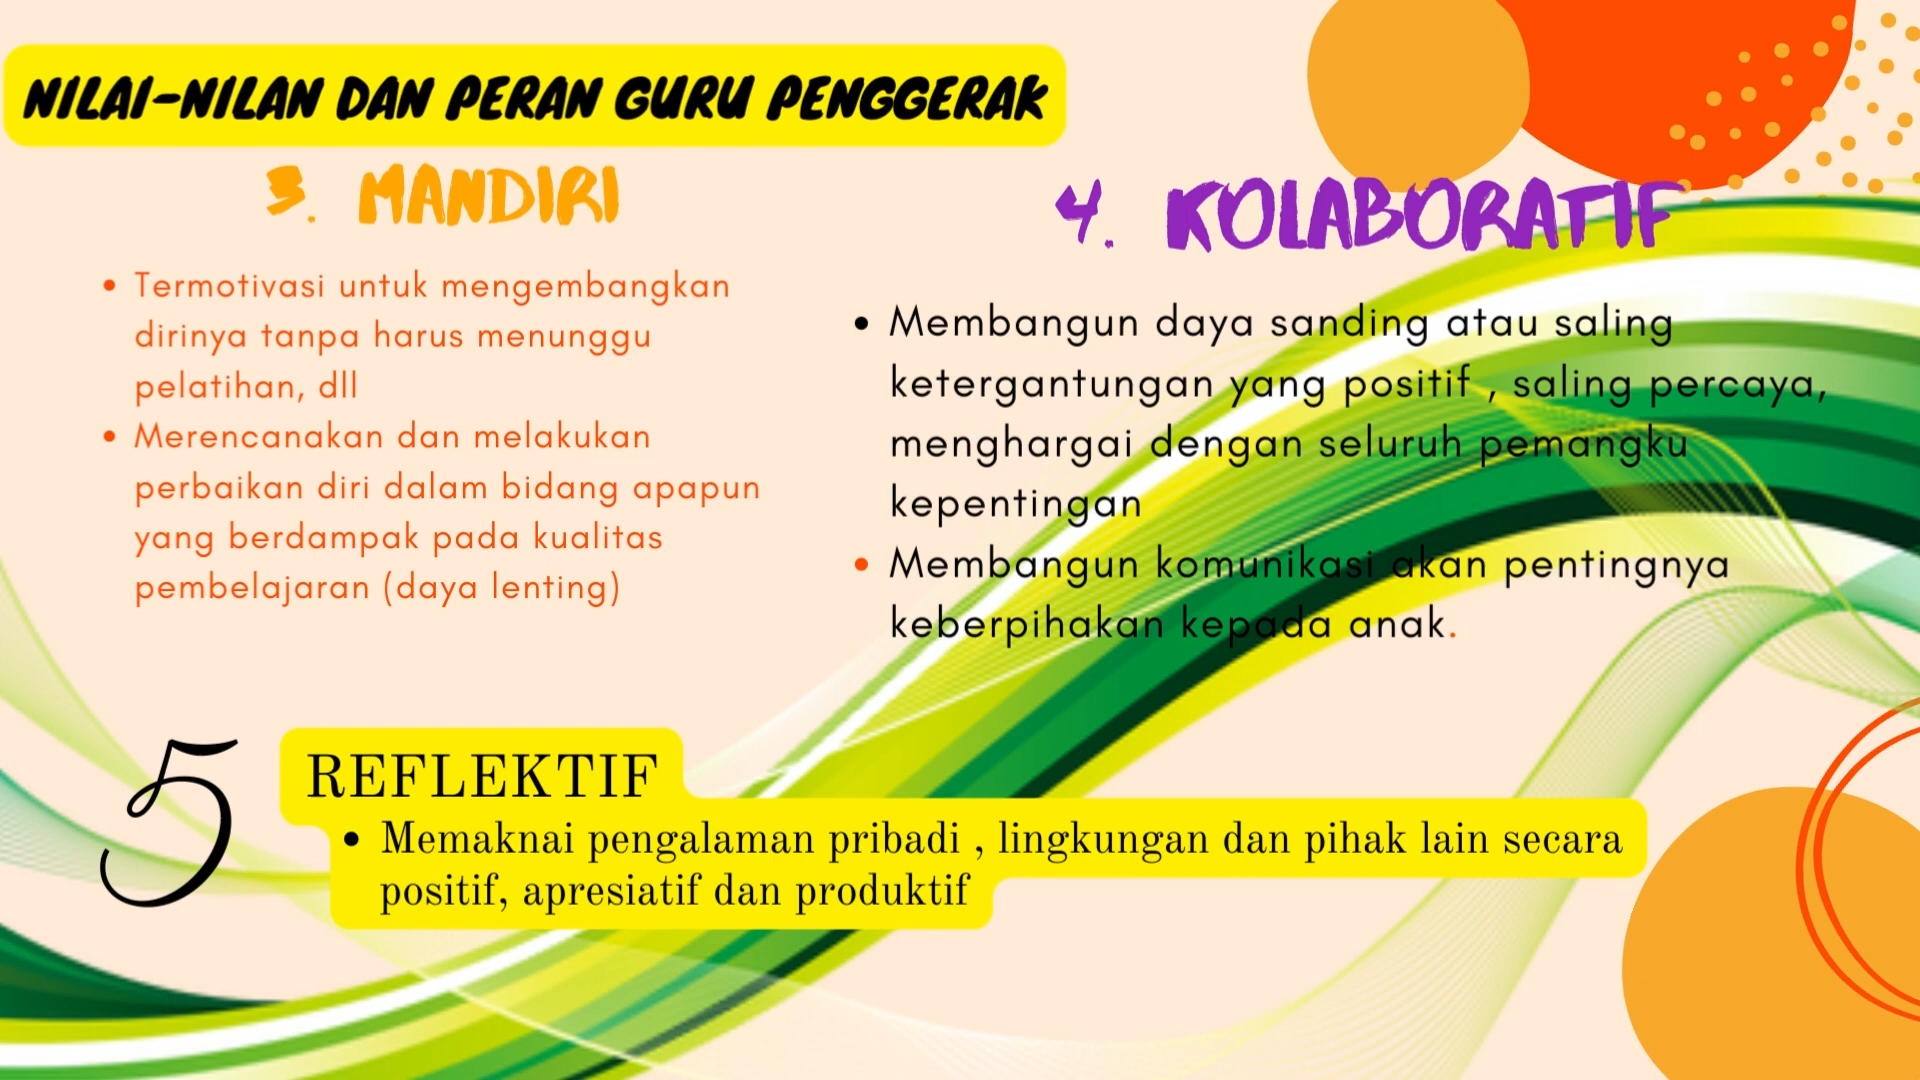 NILAI-NILAN DAN PERAN GURU PENGGERAK
3. MANDIRI
• Termotivasi untuk mengembangkan
dirinya tanpa harus menunggu
pelatihan, dll
• Merencanakan dan melakukan
perbaikan diri dalam bidang apapun
yang berdampak pada kualitas
pembelajaran (daya lenting)
4. KOLABORATIF
• Membangun daya sanding atau saling
ketergantungan yang positif , saling percaya,
menghargai dengan seluruh pemangku
kepentingan
• Membangun komunikasi akan pentingnya
keberpihakan kepada anak.
5 REFLEKTIF
• Memaknai pengalaman pribadi , lingkungan dan pihak lain secara
positif, apresiatif dan produktif